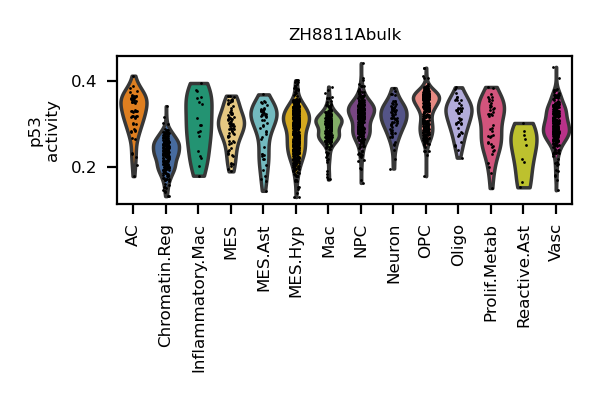 ZH8811Abulk
p53
activity
0.4
0.2
AC
Chromatin.Reg
Inflammatory.Mac
MES
MES.Ast
MES.Hyp
Mac
NPC
Neuron
OPC
Oligo
Prolif.Metab
Reactive.Ast
Vasc